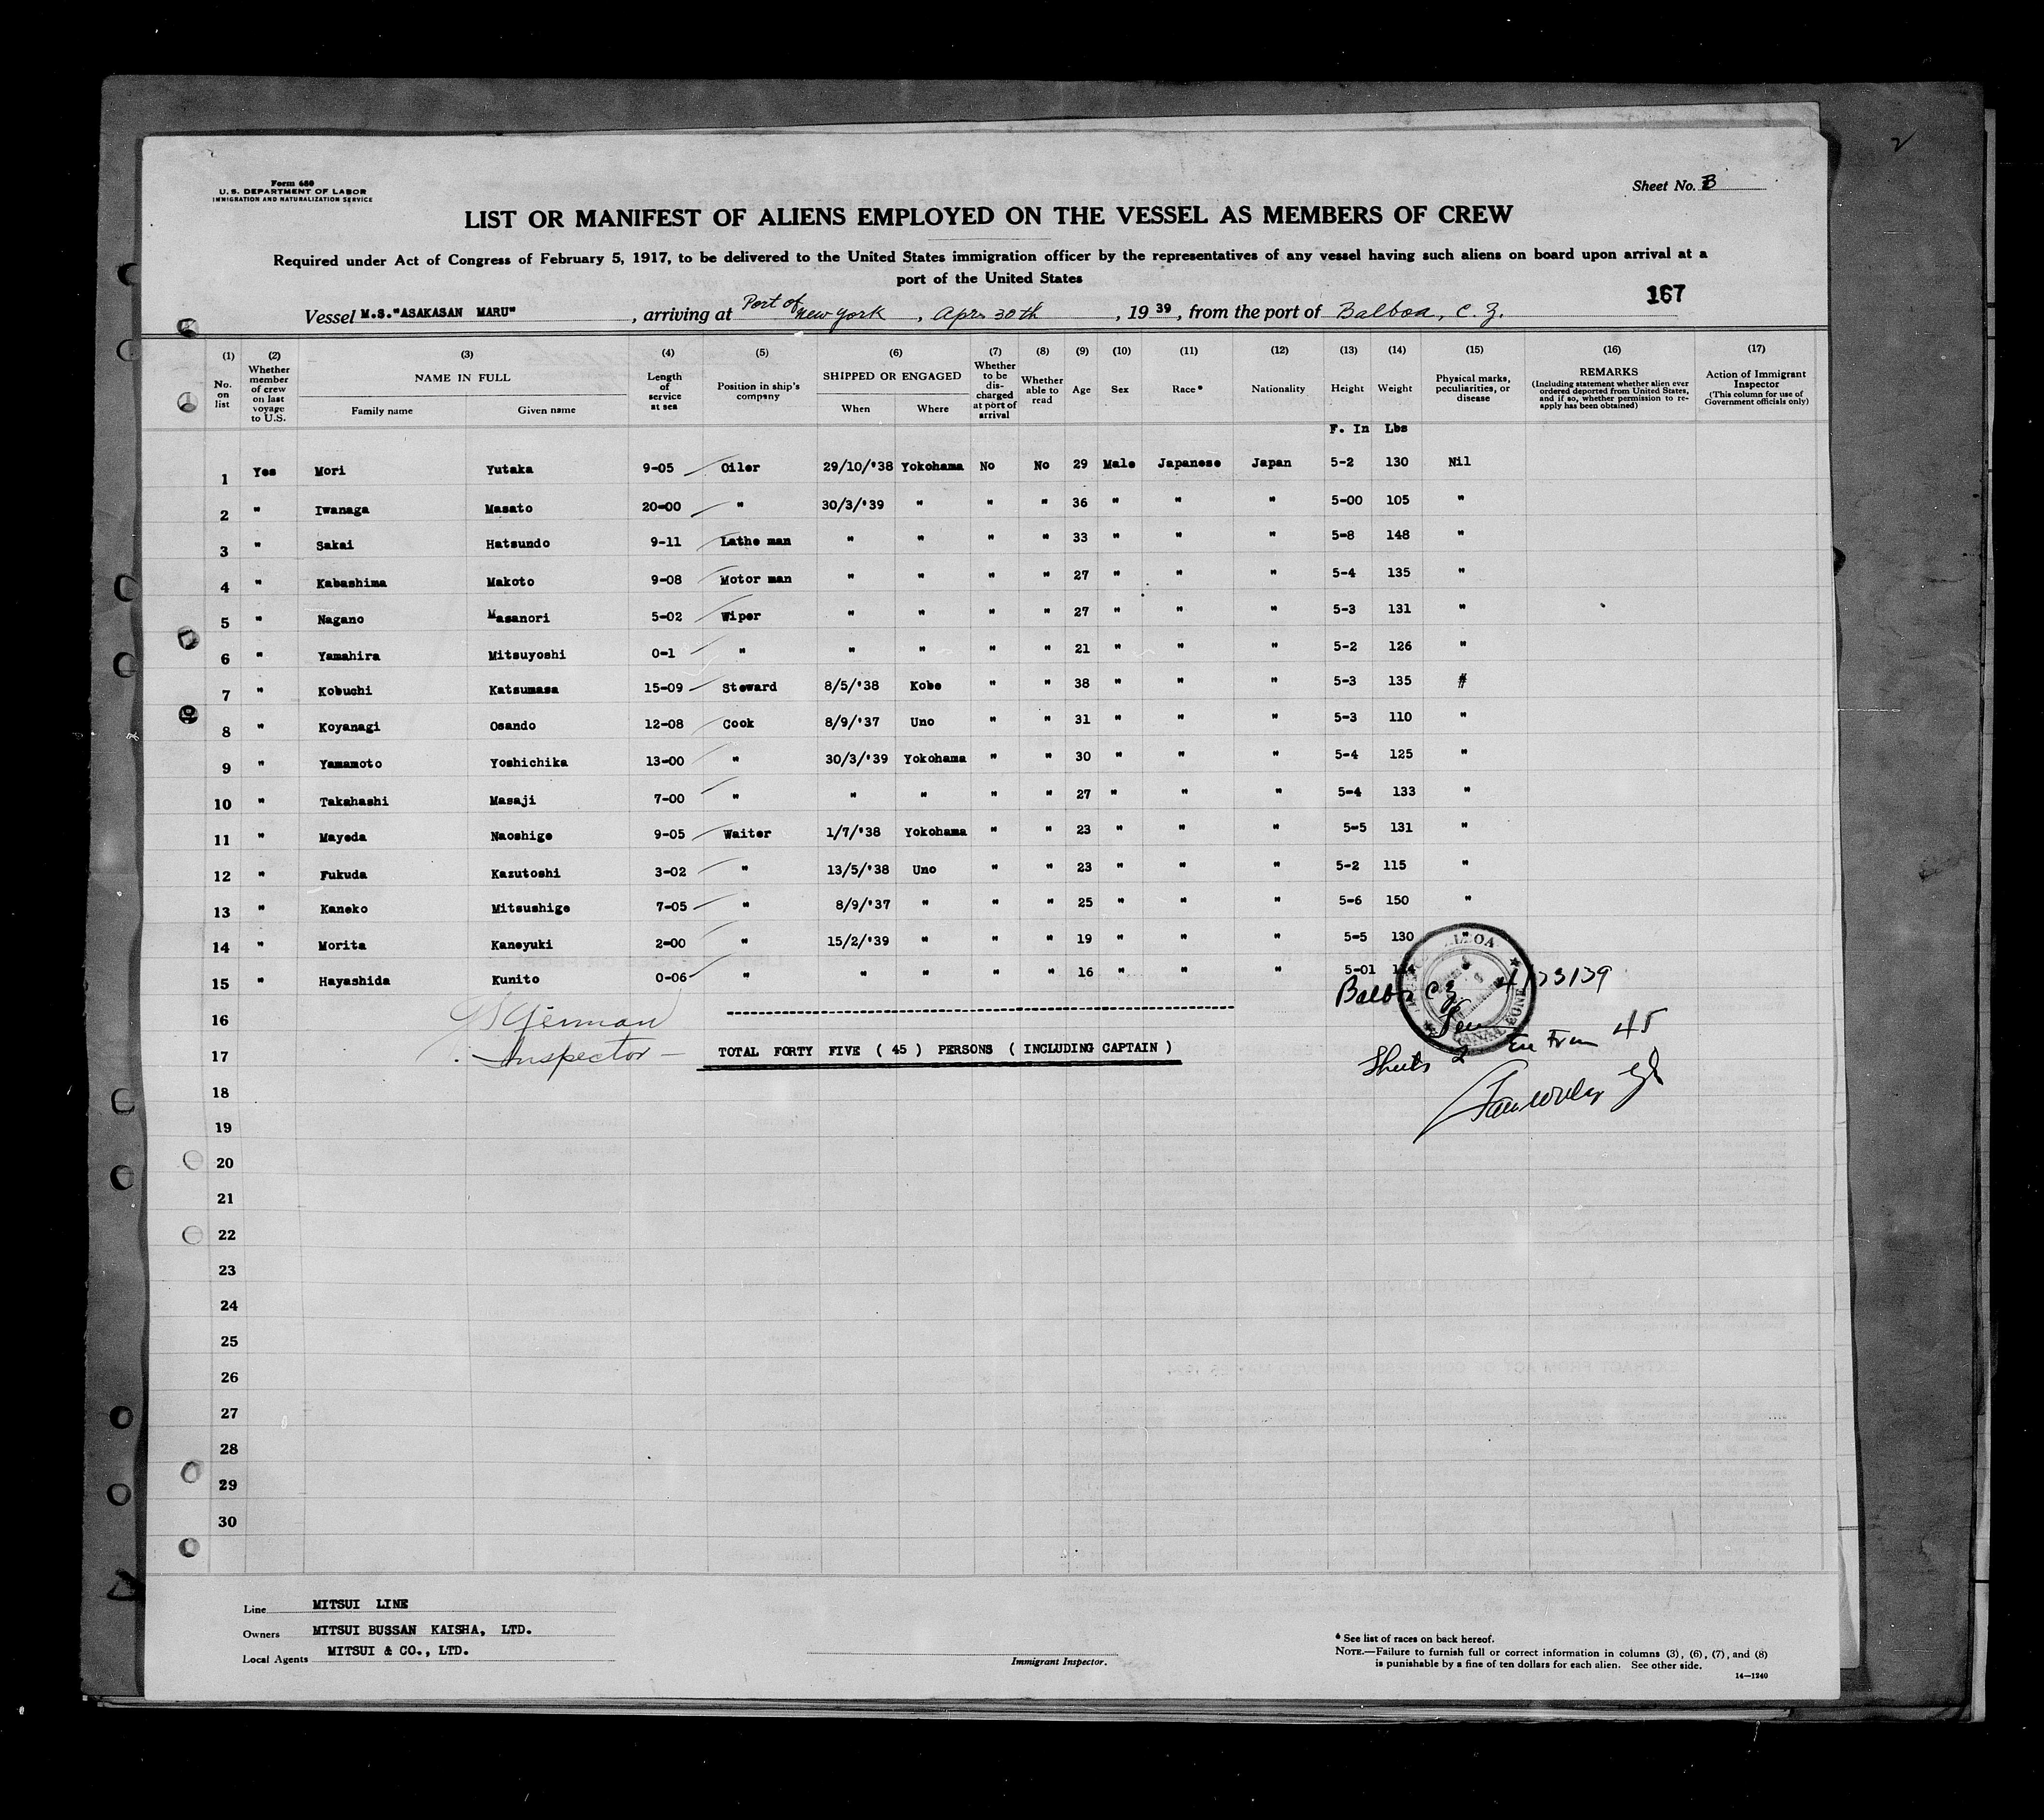 Form 680
U. S. DEPARTMENT OF LABOR
IMMIGRATION AND NATURALIZATION SERVICE
Sheet No. B
LIST OR MANIFEST OF ALIENS EMPLOYED ON THE VESSEL AS MEMBERS OF CREW
Required under Act of Congress of February 5, 1917, to be delivered to the United States immigration officer by the representatives of any vessel having such aliens on board upon arrival at a
port of the United States
167
Vessel M.S."ASAKASAN MARU", arriving at Port of New York, Apr. 30th, 1939, from the port of Balboa, C. Z.
(1) (2) (3) (4) (5) (6) (7) (8) (9) (10) (11) (12) (13) (14) (15) (16) (17)
No. on list
Whether member of crew on last voyage to U.S.
NAME IN FULL
Family name Given name
Length of service at sea
Position in ship's company
SHIPPED OR ENGAGED
When Where
Whether to be discharged at port of arrival
Whether able to read
Age
Sex
Race*
Nationality
Height
Weight
Physical marks, peculiarities, or disease
REMARKS
(Including statement whether alien ever ordered deported from United States, and if so, whether permission to reapply has been obtained)
Action of Immigrant Inspector
(This column for use of Government officials only)
F. In Lbs
1 Yes Mori Yutaka 9-05 Oiler 29/10/'38 Yokohama No No 29 Male Japanese Japan 5-2 130 Nil
2 " Iwanaga Masato 20-00 " 30/3/'39 " " " 36 " " " 5-00 105 "
3 " Sakai Hatsundo 9-11 Lathe man " " " " 33 " " " 5-8 148 "
4 " Kabashima Makoto 9-08 Motor man " " " " 27 " " " 5-4 135 "
5 " Nagano Masanori 5-02 Wiper " " " " 27 " " " 5-3 131 "
6 " Yamahira Mitsuyoshi 0-1 " " " " " 21 " " " 5-2 126 "
7 " Kobuchi Katsumasa 15-09 Steward 8/5/'38 Kobe " " 38 " " " 5-3 135 "
8 " Koyanagi Osando 12-08 Cook 8/9/'37 Uno " " 31 " " " 5-3 110 "
9 " Yamamoto Yoshichika 13-00 " 30/3/'39 Yokohama " " 30 " " " 5-4 125 "
10 " Takahashi Masaji 7-00 " " " " " 27 " " " 5-4 133 "
11 " Mayeda Naoshige 9-05 Waiter 1/7/'38 Yokohama " " 23 " " " 5-5 131 "
12 " Fukuda Kazutoshi 3-02 " 13/5/'38 Uno " " 23 " " " 5-2 115 "
13 " Kaneko Mitsushige 7-05 " 8/9/'37 " " " 25 " " " 5-6 150 "
14 " Morita Kaneyuki 2-00 " 15/2/'39 " " " 19 " " " 5-5 130 "
15 " Hayashida Kunito 0-06 " " " " " 16 " " " 5-01
Balboa CZ 4/23/39
16 German
17 Inspector TOTAL FORTY FIVE ( 45 ) PERSONS ( INCLUDING CAPTAIN )
Sheets 2 45
18
19
20
21
22
23
24
25
26
27
28
29
30
Line MITSUI LINE
Owners MITSUI BUSSAN KAISHA, LTD.
Local Agents MITSUI & CO., LTD.
Immigrant Inspector.
* See list of races on back hereof.
NOTE.—Failure to furnish full or correct information in columns (3), (6), (7), and (8)
is punishable by a fine of ten dollars for each alien. See other side.
14—1240